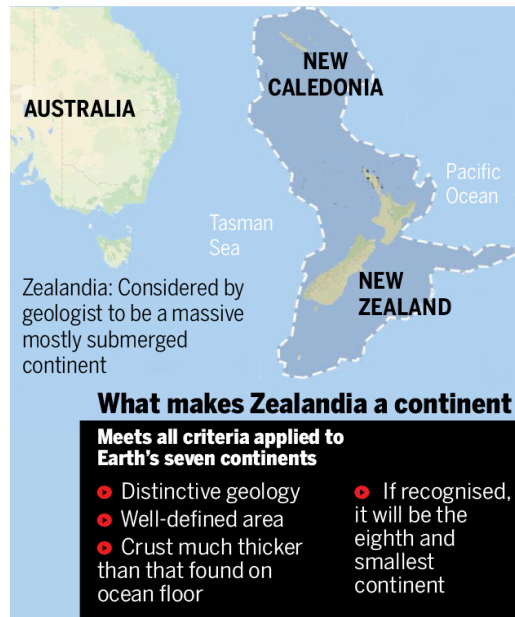 NEW
CALEDONIA
AUSTRALIA
Pacific
Ocean
Tasman
Sea
NEW
ZEALAND
Zealandia: Considered by
geologist to be a massive
mostly submerged
continent
What makes Zealandia a continent
Meets all criteria applied to
Earth's seven continents
Distinctive geology
Well-defined area
Crust much thicker
than that found on
ocean floor
If recognised,
it will be the
eighth and
smallest
continent